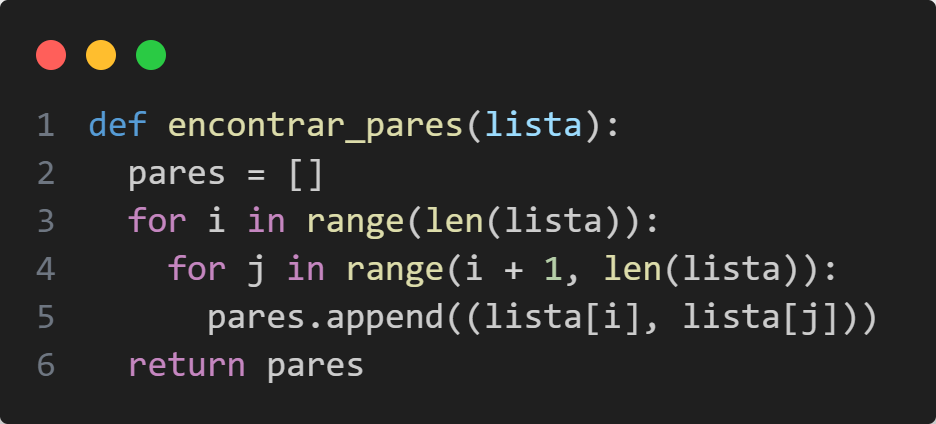 1 def encontrar_pares(lista):
2   pares = []
3   for i in range(len(lista)):
4     for j in range(i + 1, len(lista)):
5       pares.append((lista[i], lista[j]))
6   return pares